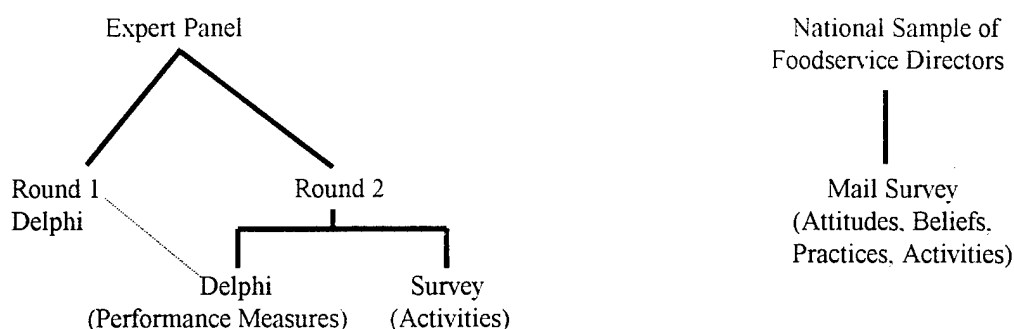 Expert Panel
National Sample of
Foodservice Directors
Round 1
Delphi
Round 2
Mail Survey
(Attitudes, Beliefs,
Practices, Activities)
Delphi
(Performance Measures)
Survey
(Activities)